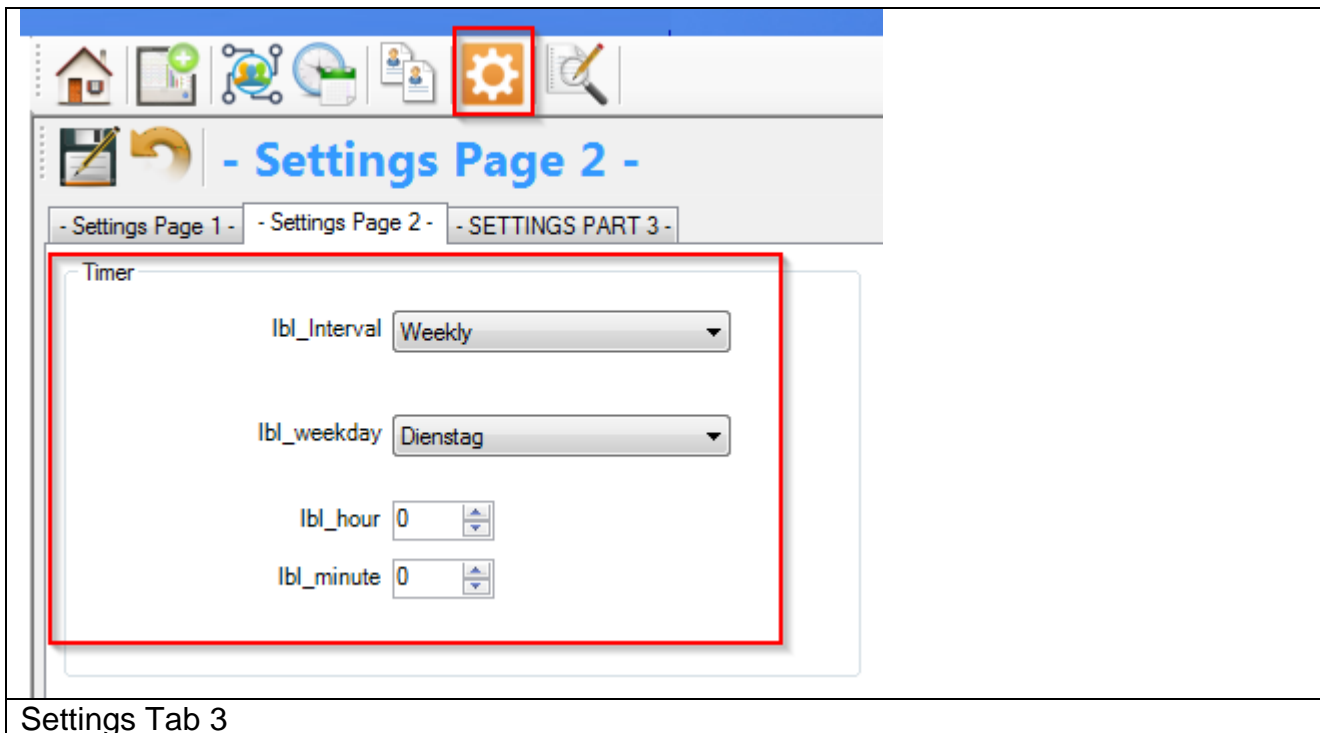 - Settings Page 2 -
- Settings Page 1 - - Settings Page 2 - - SETTINGS PART 3 -
Timer
lbl_Interval Weekly
lbl_weekday Dienstag
lbl_hour 0
lbl_minute 0
Settings Tab 3